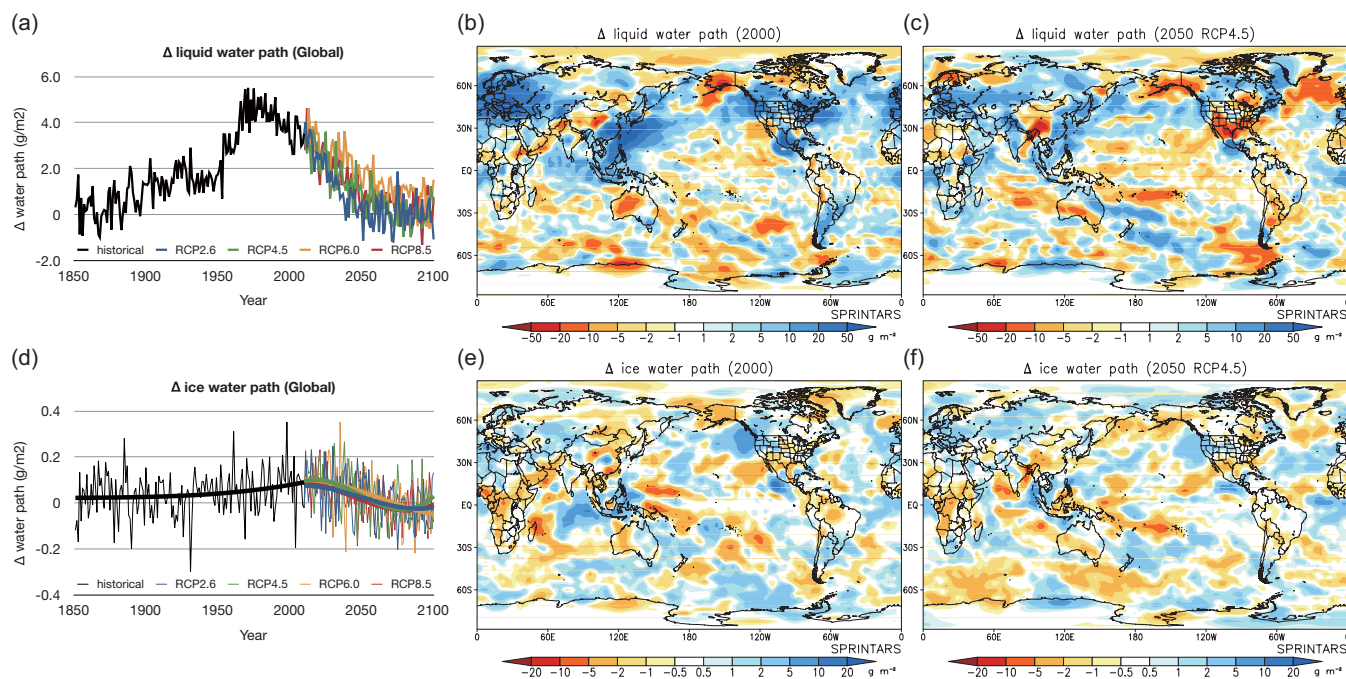 (a)
Δ liquid water path (Global)
Δ water path (g/m2)
6.0
4.0
2.0
0
-2.0
historical RCP2.6 RCP4.5 RCP6.0 RCP8.5
1850 1900 1950 2000 2050 2100
Year
(b)
Δ liquid water path (2000)
60N
30N
EQ
30S
60S
0 60E 120E 180 120W 60W 0
SPRINTARS
-50 -20 -10 -5 -2 -1 1 2 5 10 20 50 g m⁻²
(c)
Δ liquid water path (2050 RCP4.5)
60N
30N
EQ
30S
60S
0 60E 120E 180 120W 60W 0
SPRINTARS
-50 -20 -10 -5 -2 -1 1 2 5 10 20 50 g m⁻²
(d)
Δ ice water path (Global)
Δ water path (g/m2)
0.4
0.2
0
-0.2
-0.4
historical RCP2.6 RCP4.5 RCP6.0 RCP8.5
1850 1900 1950 2000 2050 2100
Year
(e)
Δ ice water path (2000)
60N
30N
EQ
30S
60S
0 60E 120E 180 120W 60W 0
SPRINTARS
-20 -10 -5 -2 -1 -0.5 0.5 1 2 5 10 20 g m⁻²
(f)
Δ ice water path (2050 RCP4.5)
60N
30N
EQ
30S
60S
0 60E 120E 180 120W 60W 0
SPRINTARS
-20 -10 -5 -2 -1 -0.5 0.5 1 2 5 10 20 g m⁻²